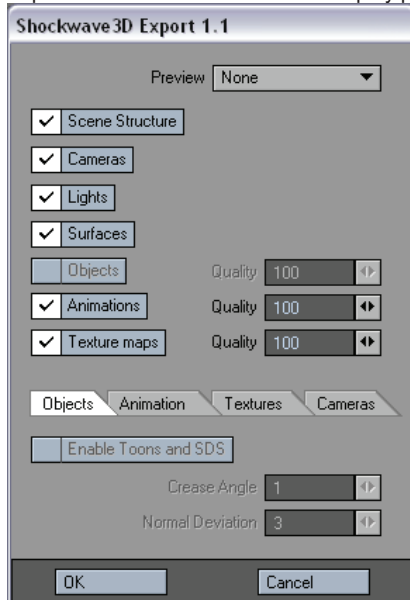 Shockwave3D Export 1.1
Preview None
Scene Structure
Cameras
Lights
Surfaces
Objects Quality 100
Animations Quality 100
Texture maps Quality 100
Objects Animation Textures Cameras
Enable Toons and SDS
Crease Angle 1
Normal Deviation 3
OK Cancel